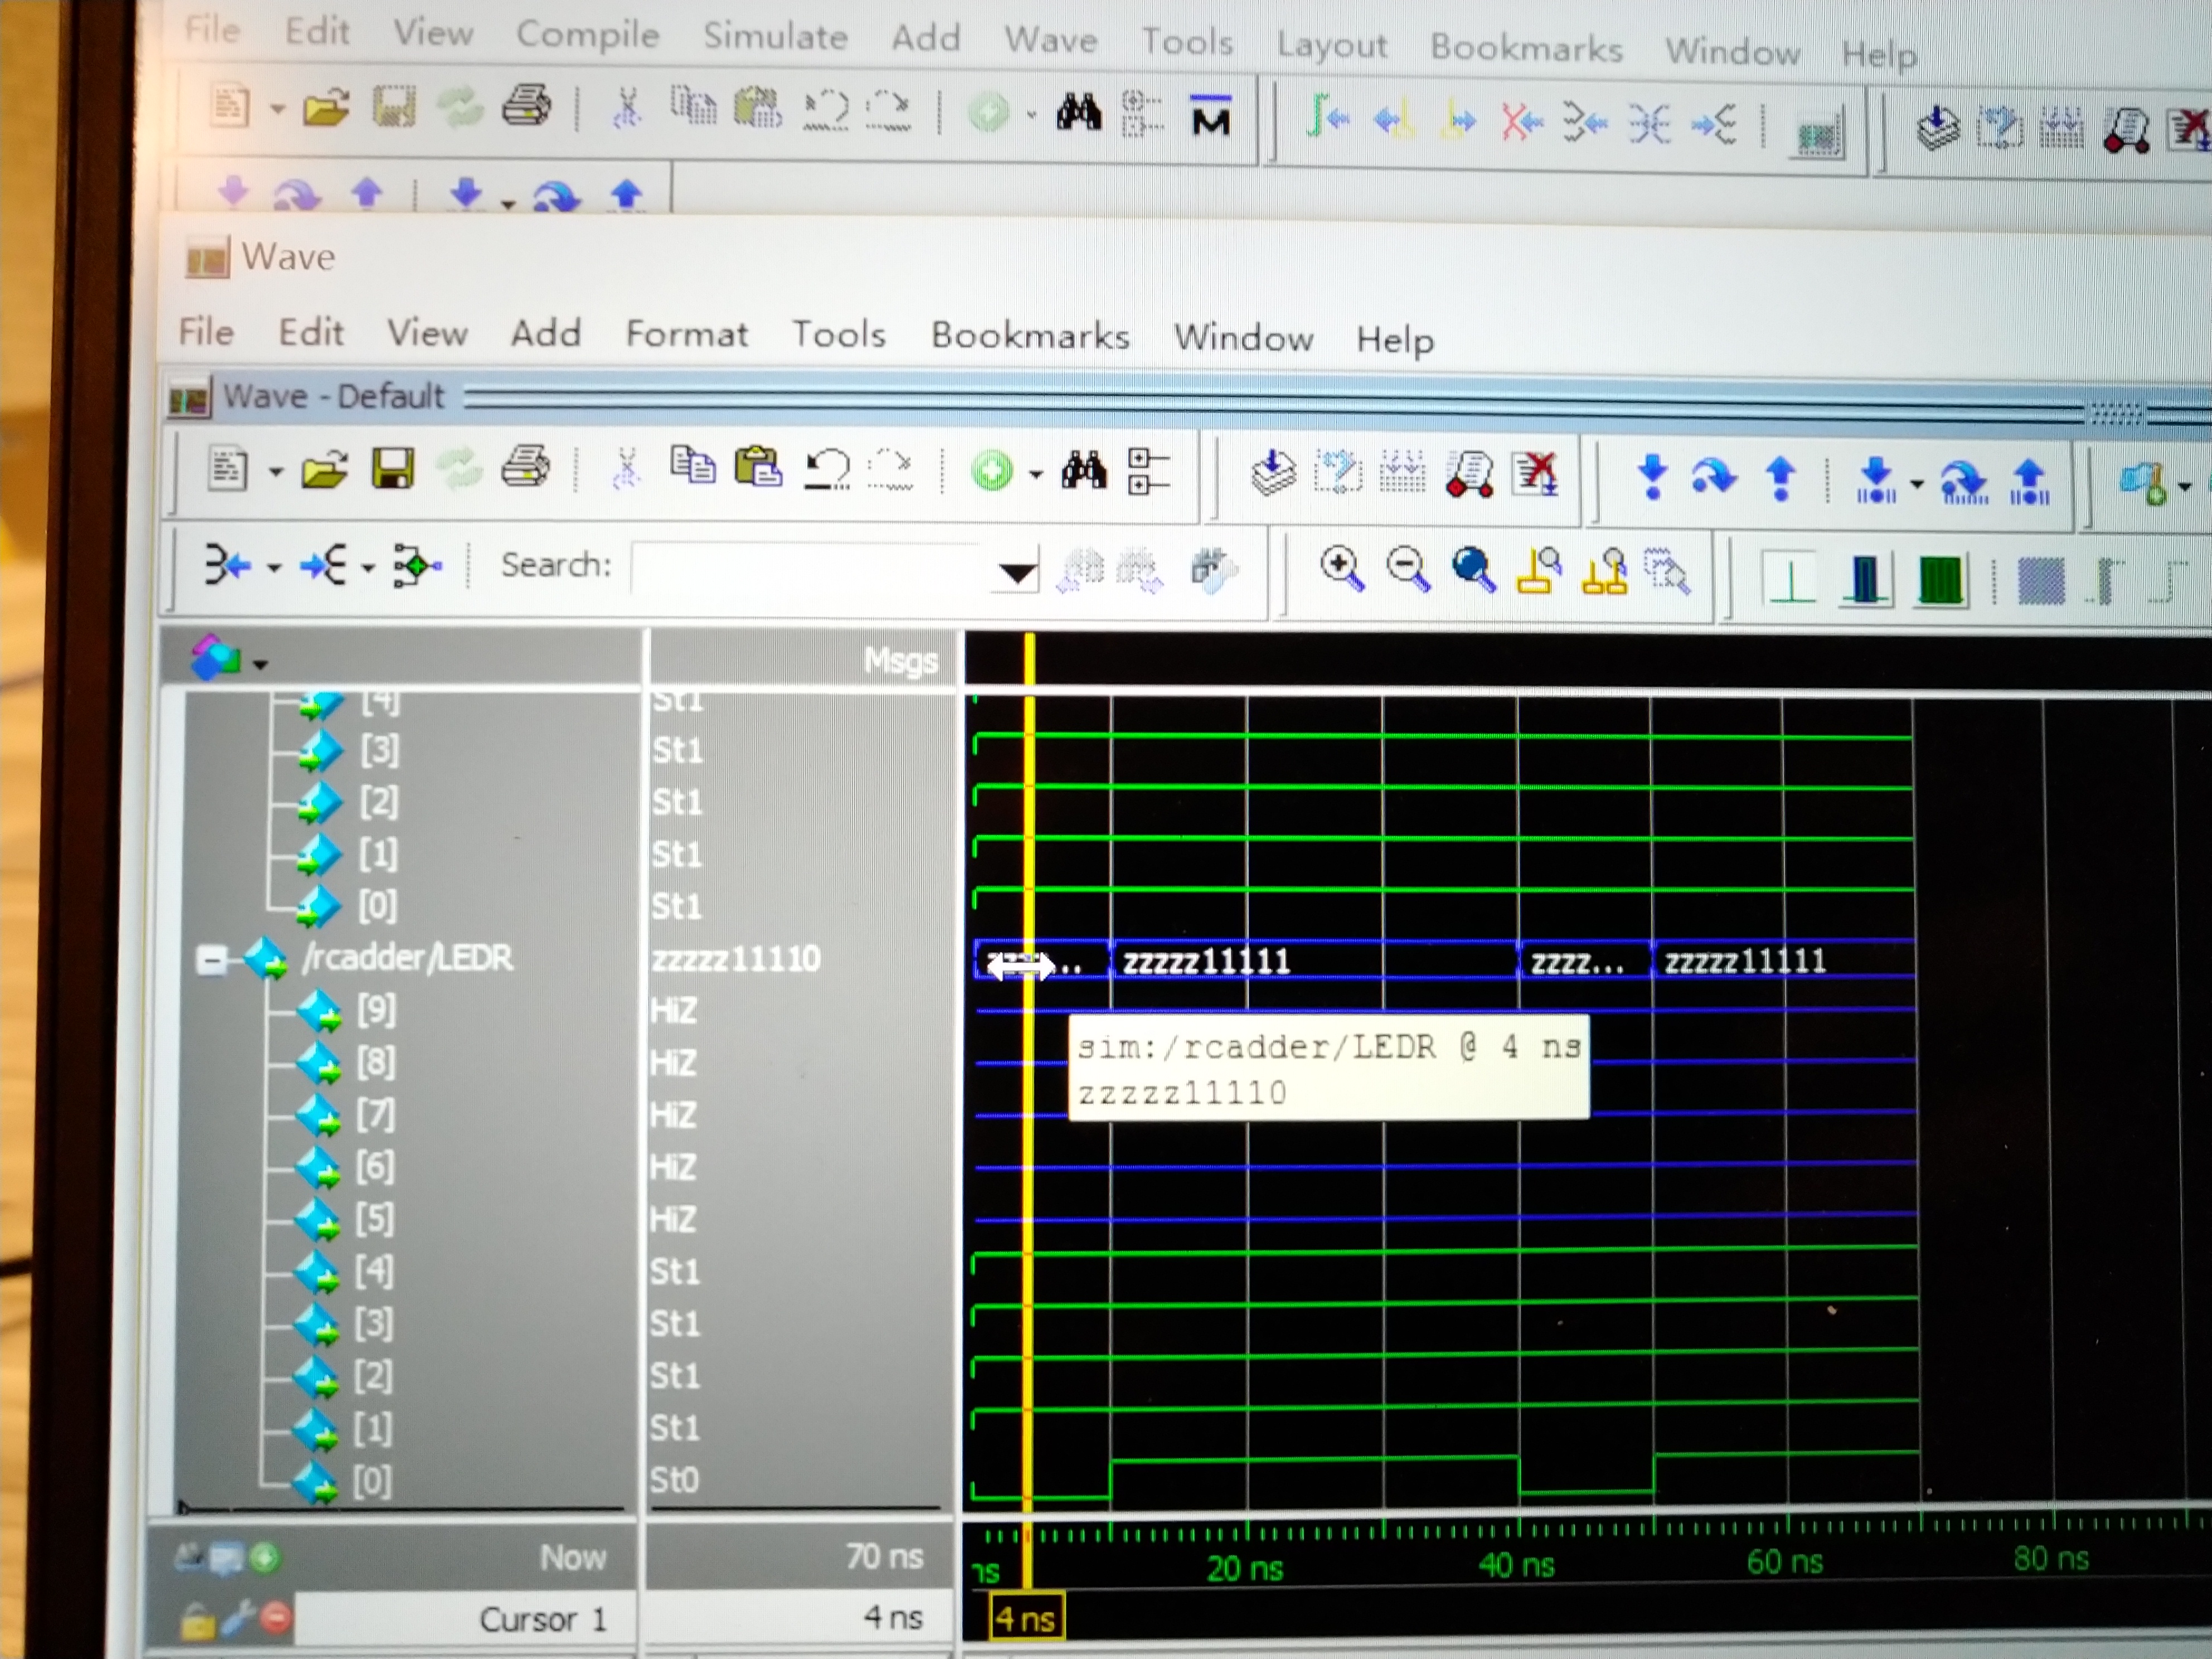 File Edit View Compile Simulate Add Wave Tools Layout Bookmarks Window Help
M
Wave
File Edit View Add Format Tools Bookmarks Window Help
Wave - Default
Search:
Msgs
[4] St1
[3] St1
[2] St1
[1] St1
[0] St1
/rcadder/LEDR zzzzz11110 zzzzz11111 zzzz... zzzzz11111
[9] HiZ
sim:/rcadder/LEDR @ 4 ns
[8] HiZ
zzzzz11110
[7] HiZ
[6] HiZ
[5] HiZ
[4] St1
[3] St1
[2] St1
[1] St1
[0] St0
Now 70 ns ns 20 ns 40 ns 60 ns 80 ns
Cursor 1 4 ns 4 ns